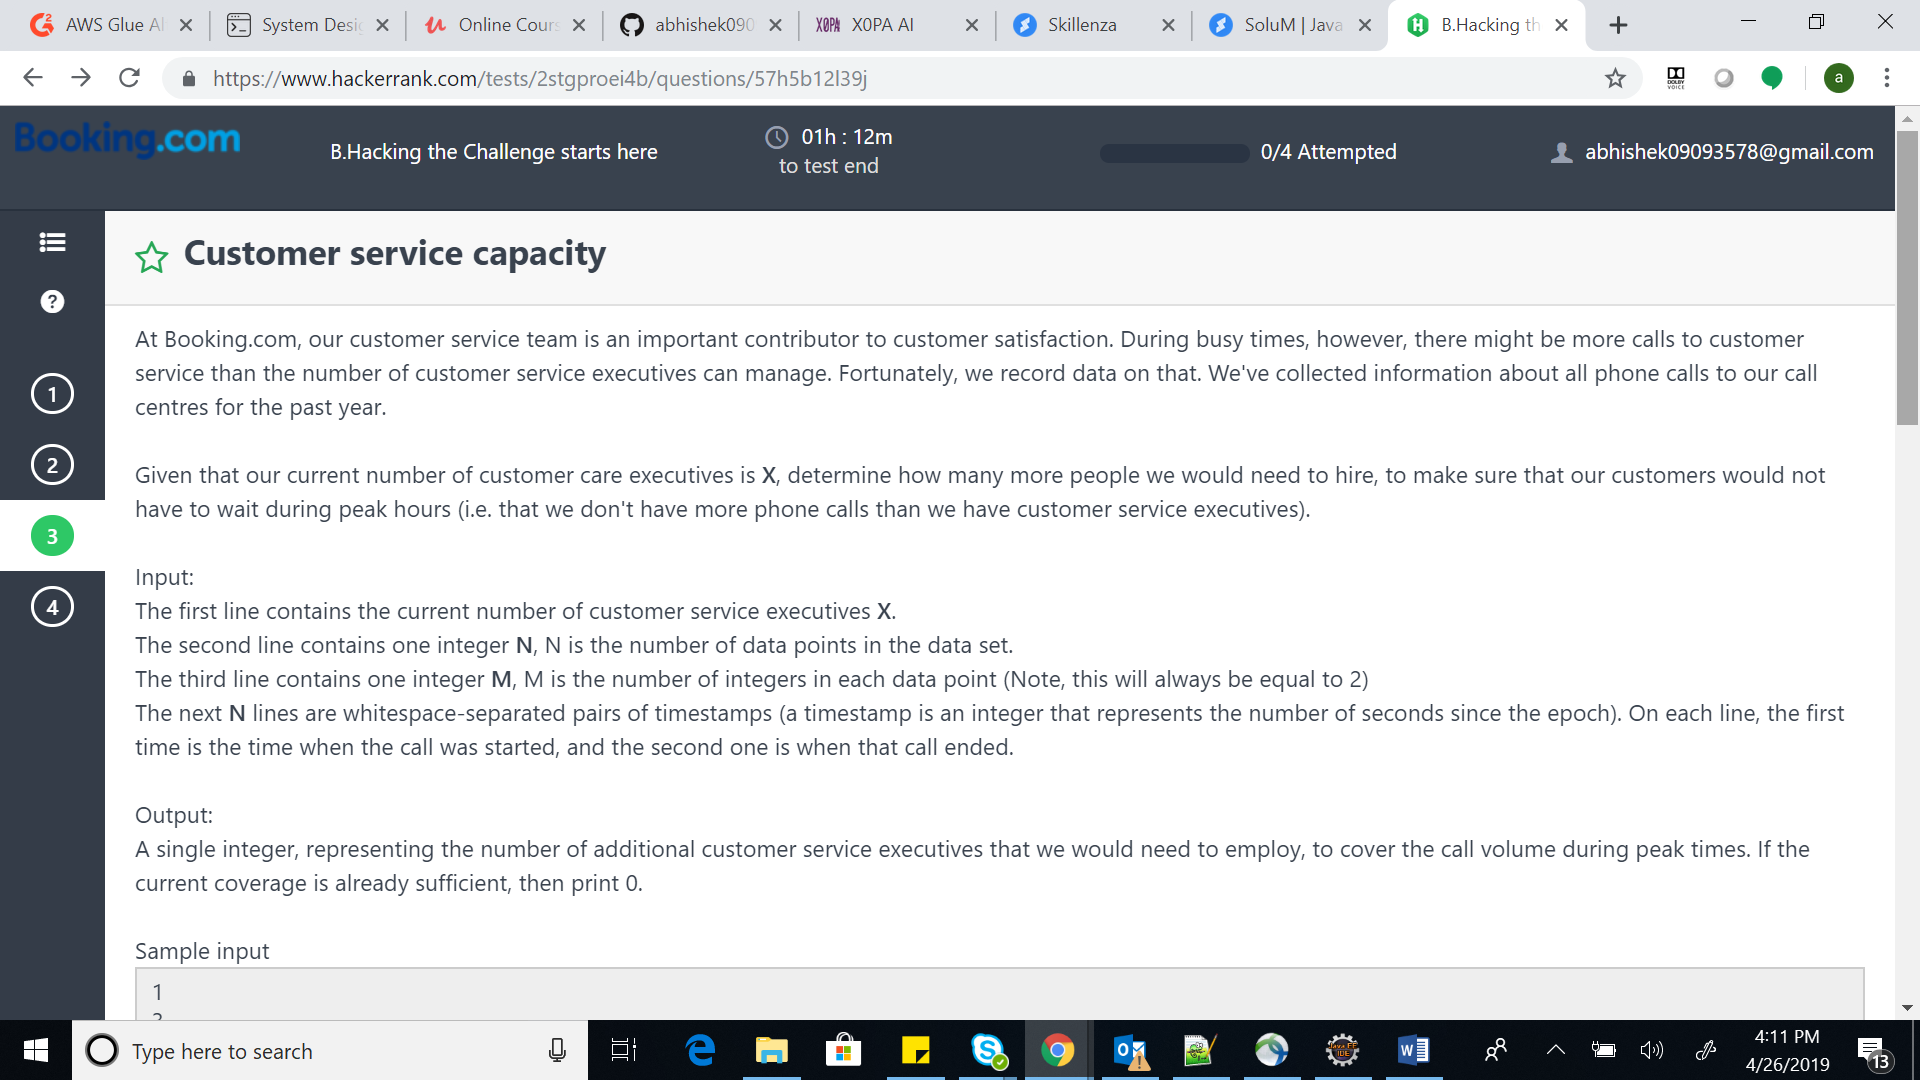 AWS Glue Al
System Desig
Online Cours
abhishek090
X0PA X0PA AI
Skillenza
SoluM | Java
B.Hacking th
https://www.hackerrank.com/tests/2stgproei4b/questions/57h5b12l39j
a
Booking.com
B.Hacking the Challenge starts here
01h : 12m
to test end
0/4 Attempted
abhishek09093578@gmail.com
Customer service capacity
1
2
3
4
At Booking.com, our customer service team is an important contributor to customer satisfaction. During busy times, however, there might be more calls to customer
service than the number of customer service executives can manage. Fortunately, we record data on that. We've collected information about all phone calls to our call
centres for the past year.
Given that our current number of customer care executives is X, determine how many more people we would need to hire, to make sure that our customers would not
have to wait during peak hours (i.e. that we don't have more phone calls than we have customer service executives).
Input:
The first line contains the current number of customer service executives X.
The second line contains one integer N, N is the number of data points in the data set.
The third line contains one integer M, M is the number of integers in each data point (Note, this will always be equal to 2)
The next N lines are whitespace-separated pairs of timestamps (a timestamp is an integer that represents the number of seconds since the epoch). On each line, the first
time is the time when the call was started, and the second one is when that call ended.
Output:
A single integer, representing the number of additional customer service executives that we would need to employ, to cover the call volume during peak times. If the
current coverage is already sufficient, then print 0.
Sample input
1
Type here to search
4:11 PM
4/26/2019
13